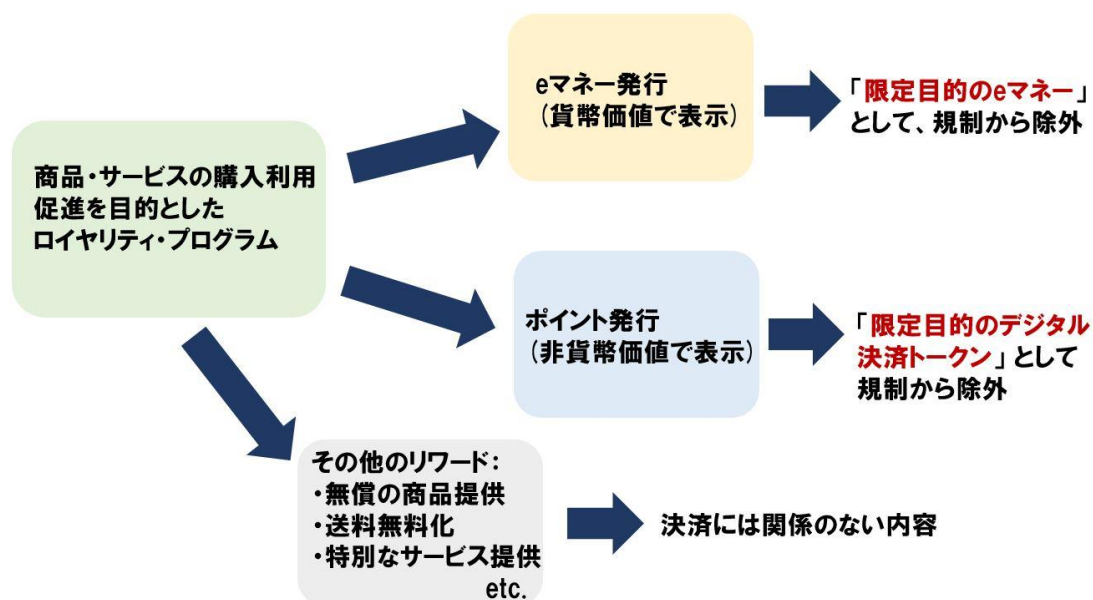 商品・サービスの購入利用
促進を目的とした
ロイヤリティ・プログラム
eマネー発行
(貨幣価値で表示)
「限定目的のeマネー」
として、規制から除外
ポイント発行
(非貨幣価値で表示)
「限定目的のデジタル
決済トークン」として
規制から除外
その他のリワード:
・無償の商品提供
・送料無料化
・特別なサービス提供
etc.
決済には関係のない内容